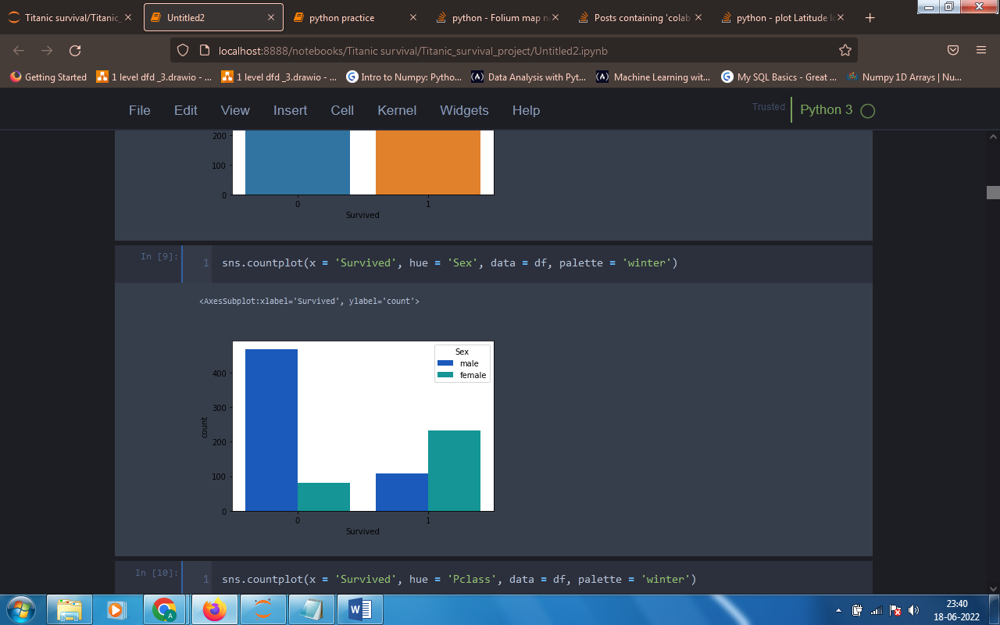 Titanic survival/Titanic_
Untitled2
python practice
python - Folium map n
Posts containing 'colab
python - plot Latitude l
localhost:8888/notebooks/Titanic survival/Titanic_survival_project/Untitled2.ipynb
Getting Started
1 level dfd _3.drawio - ...
1 level dfd _3.drawio - ...
Intro to Numpy: Pytho...
Data Analysis with Pyt...
Machine Learning wit...
My SQL Basics - Great ...
Numpy 1D Arrays | Nu...
File Edit View Insert Cell Kernel Widgets Help
Trusted
Python 3
200
100
0
0 1
Survived
In [9]:
1 sns.countplot(x = 'Survived', hue = 'Sex', data = df, palette = 'winter')
<AxesSubplot:xlabel='Survived', ylabel='count'>
Sex
male
female
400
300
200
100
0
count
0 1
Survived
In [10]:
1 sns.countplot(x = 'Survived', hue = 'Pclass', data = df, palette = 'winter')
A
W
23:40
18-06-2022